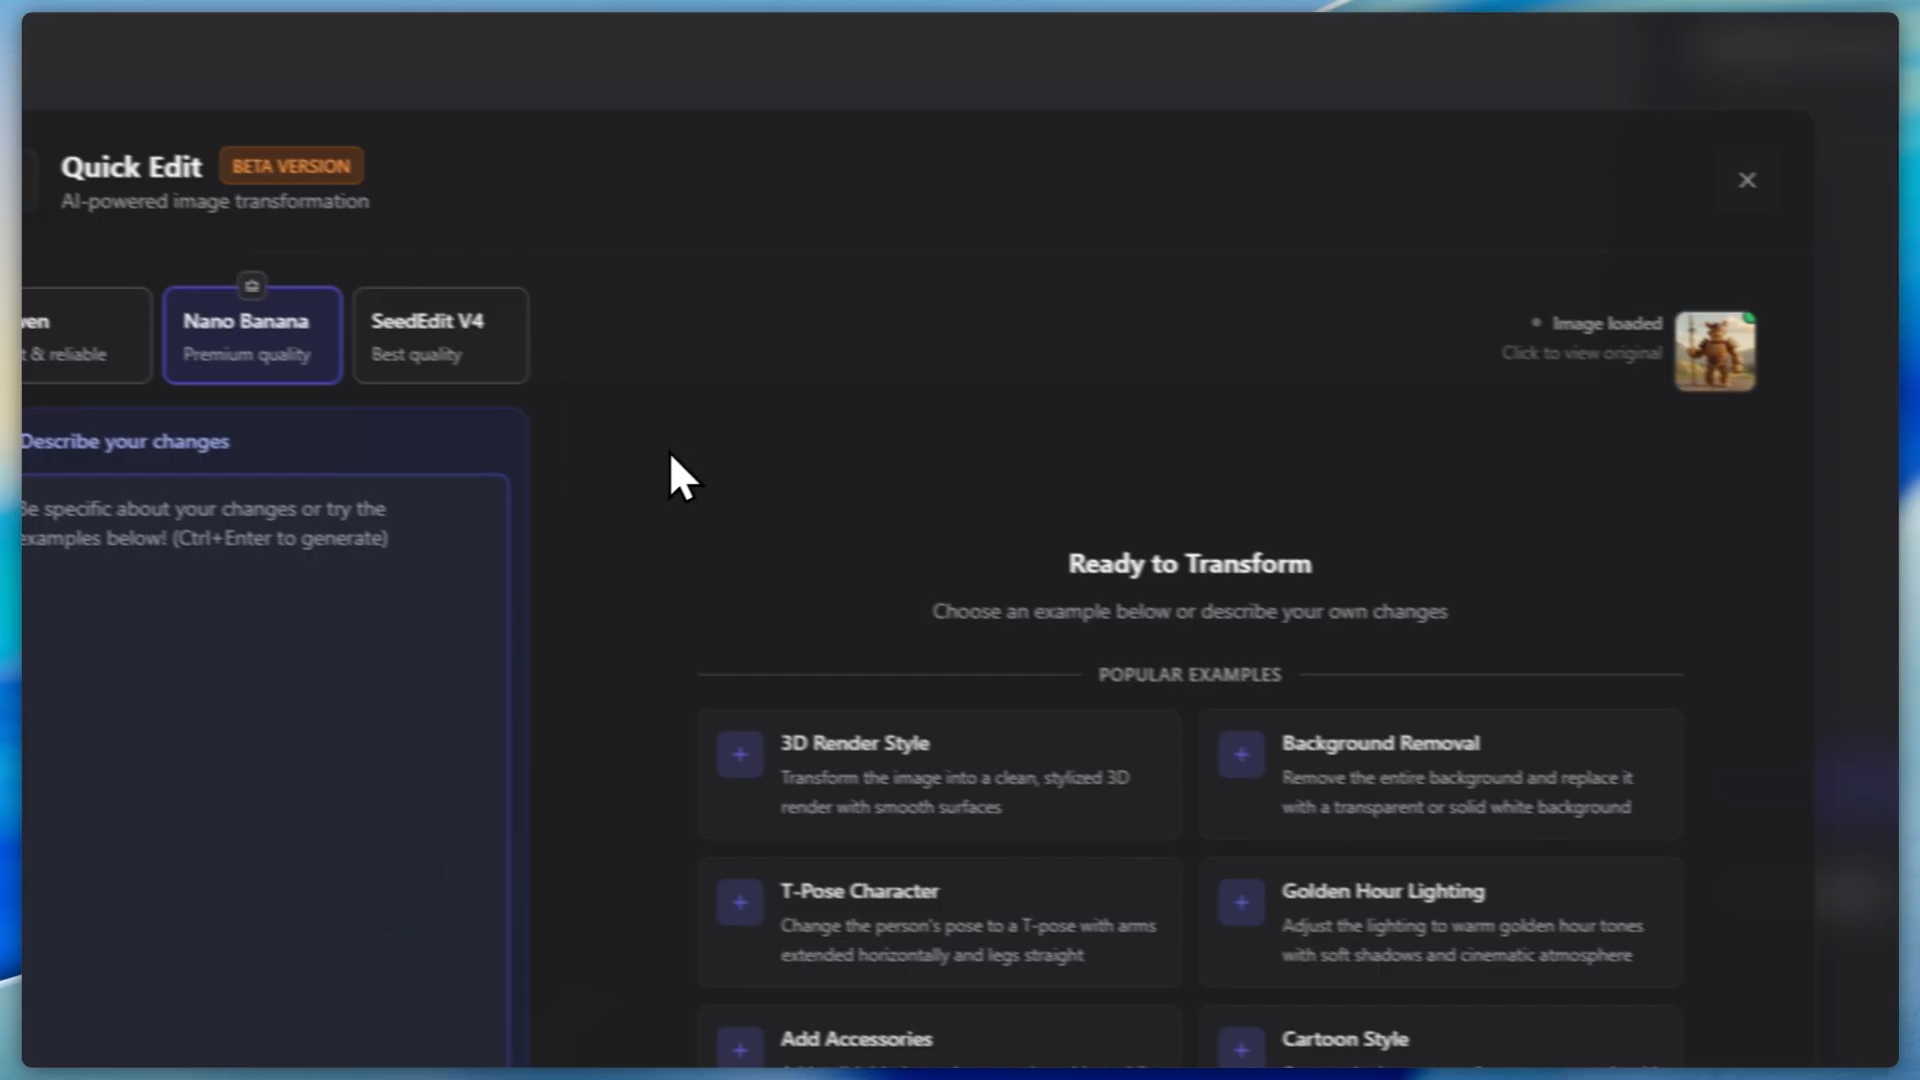 Quick Edit
BETA VERSION
AI-powered image transformation
Nano Banana
Premium quality
SeedEdit V4
Best quality
& reliable
Image loaded
Click to view original
Describe your changes
Be specific about your changes or try the
examples below! (Ctrl+Enter to generate)
Ready to Transform
Choose an example below or describe your own changes
POPULAR EXAMPLES
3D Render Style
Transform the image into a clean, stylized 3D
render with smooth surfaces
Background Removal
Remove the entire background and replace it
with a transparent or solid white background
T-Pose Character
Change the person's pose to a T-pose with arms
extended horizontally and legs straight
Golden Hour Lighting
Adjust the lighting to warm golden hour tones
with soft shadows and cinematic atmosphere
Add Accessories
Cartoon Style